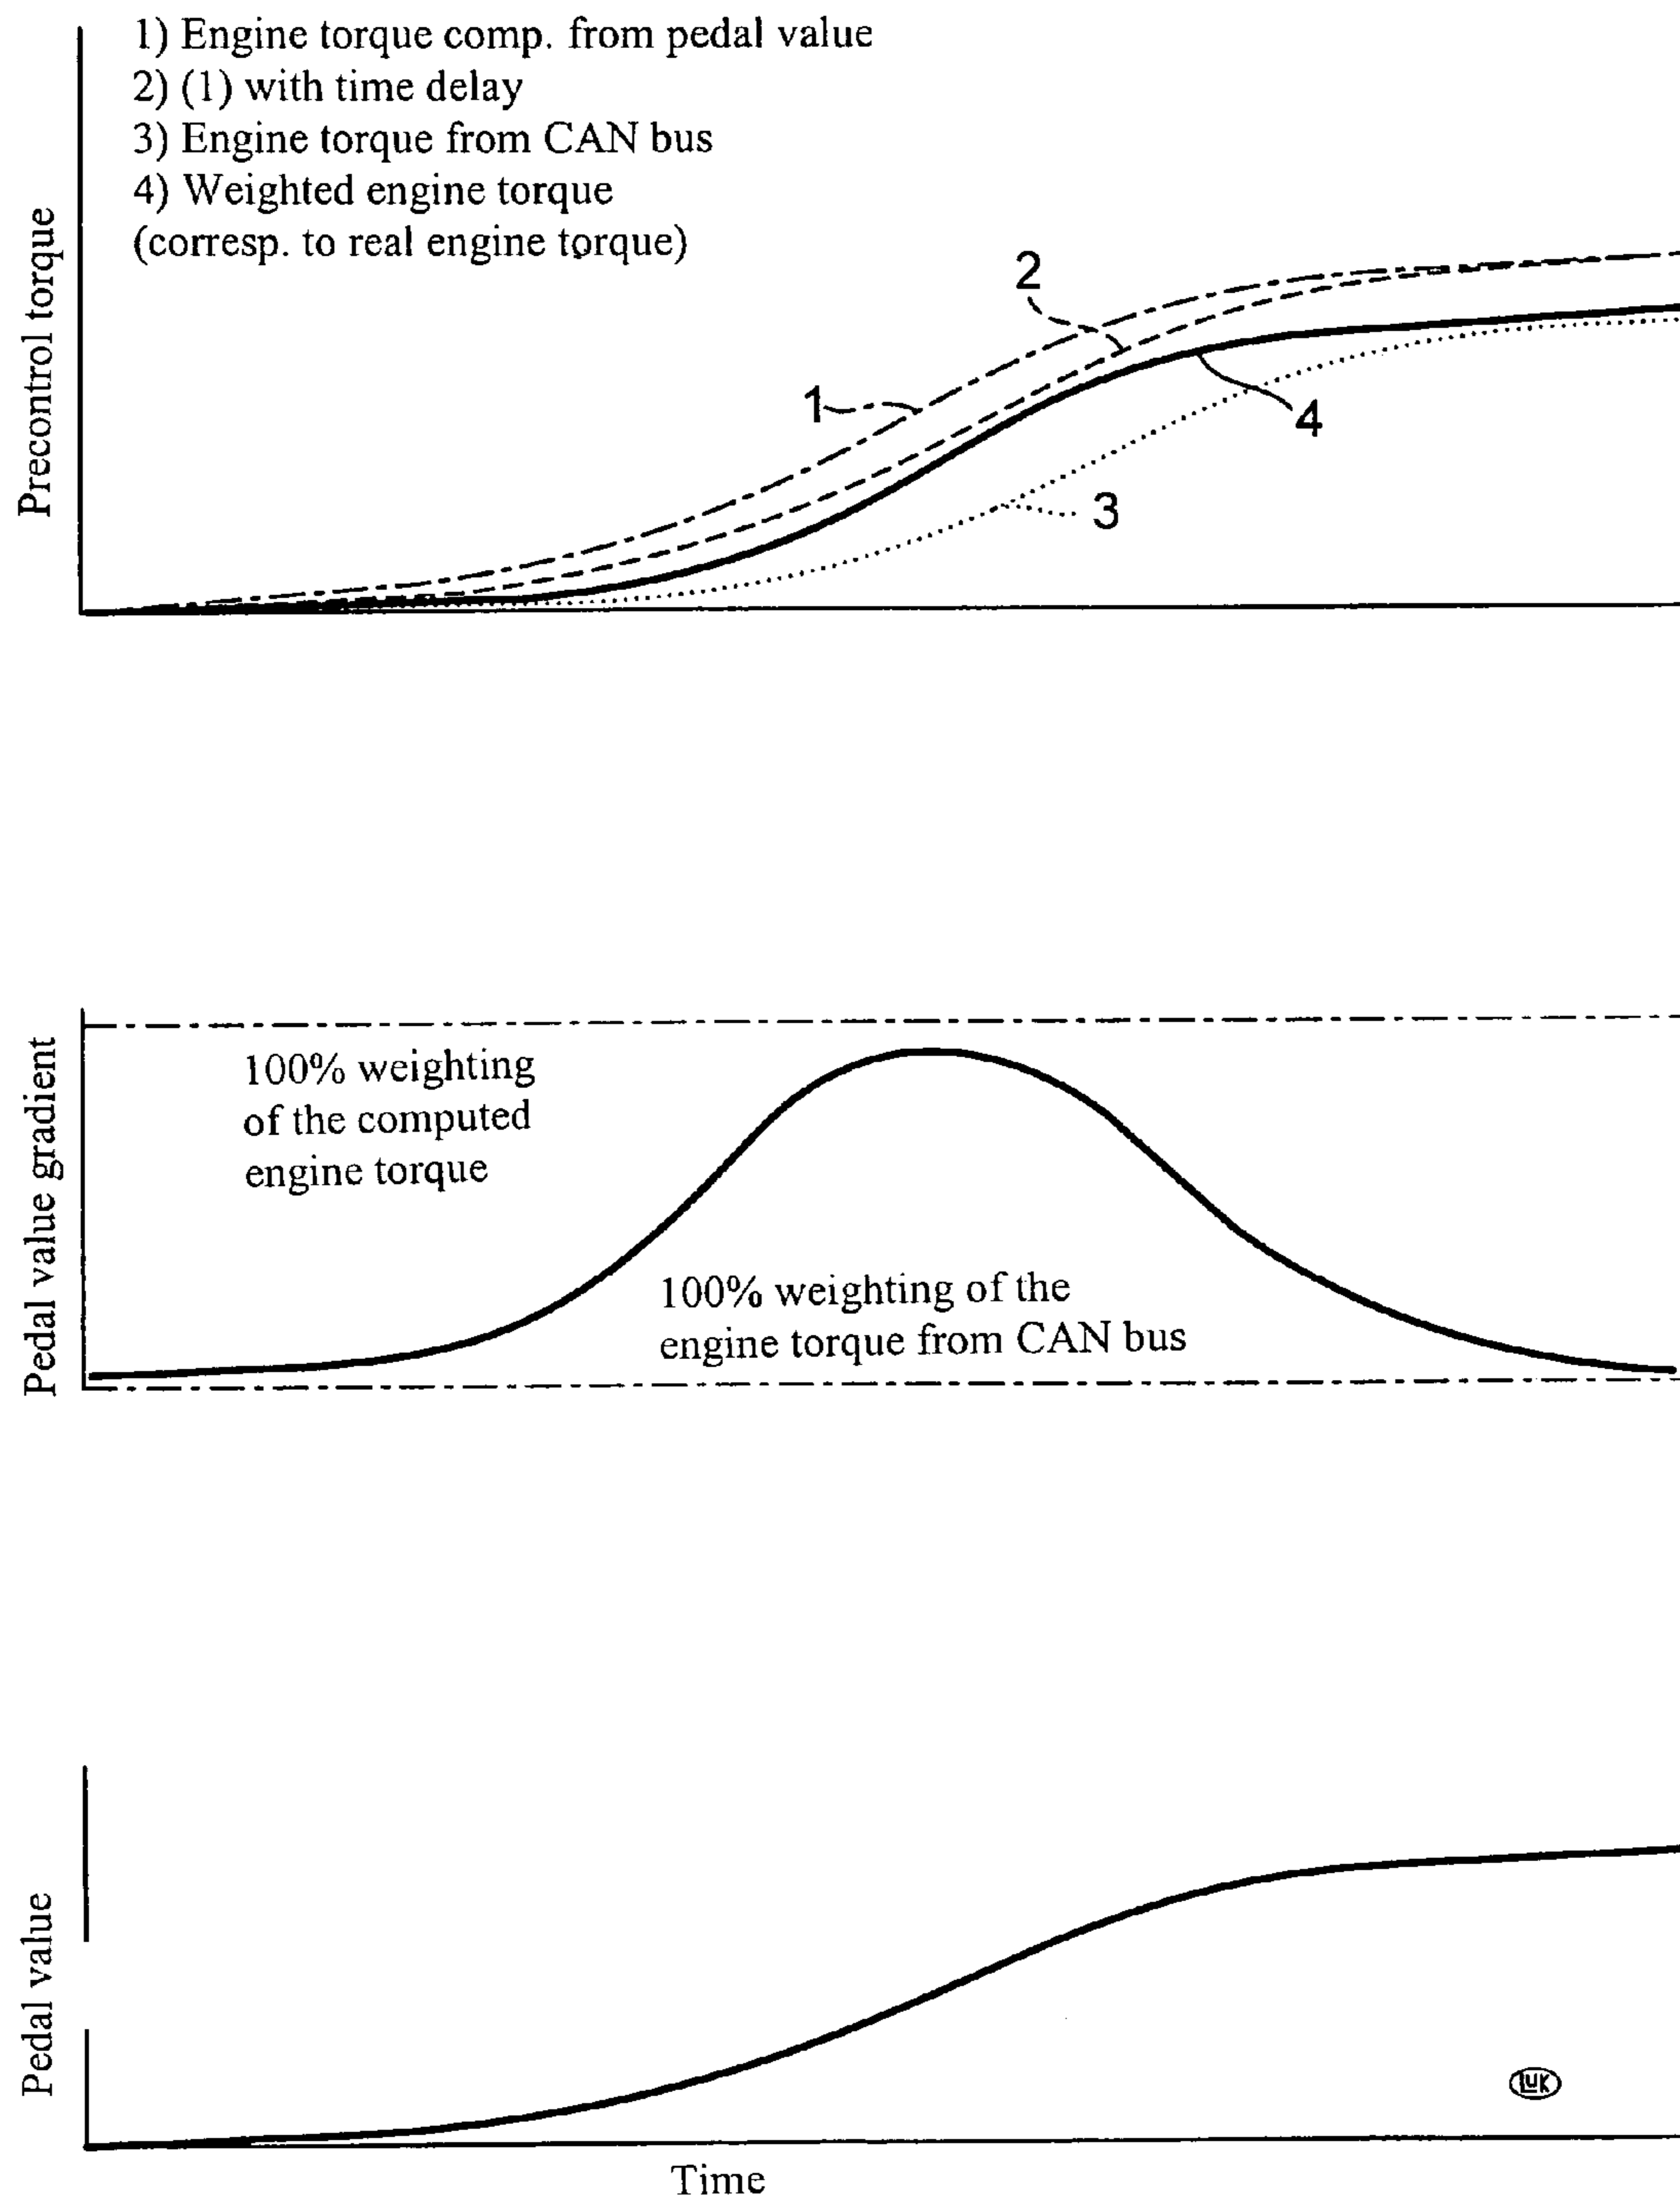 1) Engine torque comp. from pedal value
2) (1) with time delay
3) Engine torque from CAN bus
4) Weighted engine torque
(corresp. to real engine torque)
Precontrol torque
2
1
4
3
Pedal value gradient
100% weighting
of the computed
engine torque
100% weighting of the
engine torque from CAN bus
Pedal value
LUK
Time